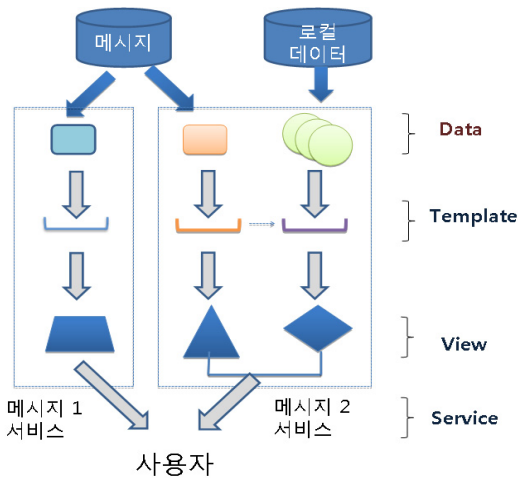 메시지
로컬
데이터
Data
Template
View
메시지 1
서비스
메시지 2
서비스
Service
사용자